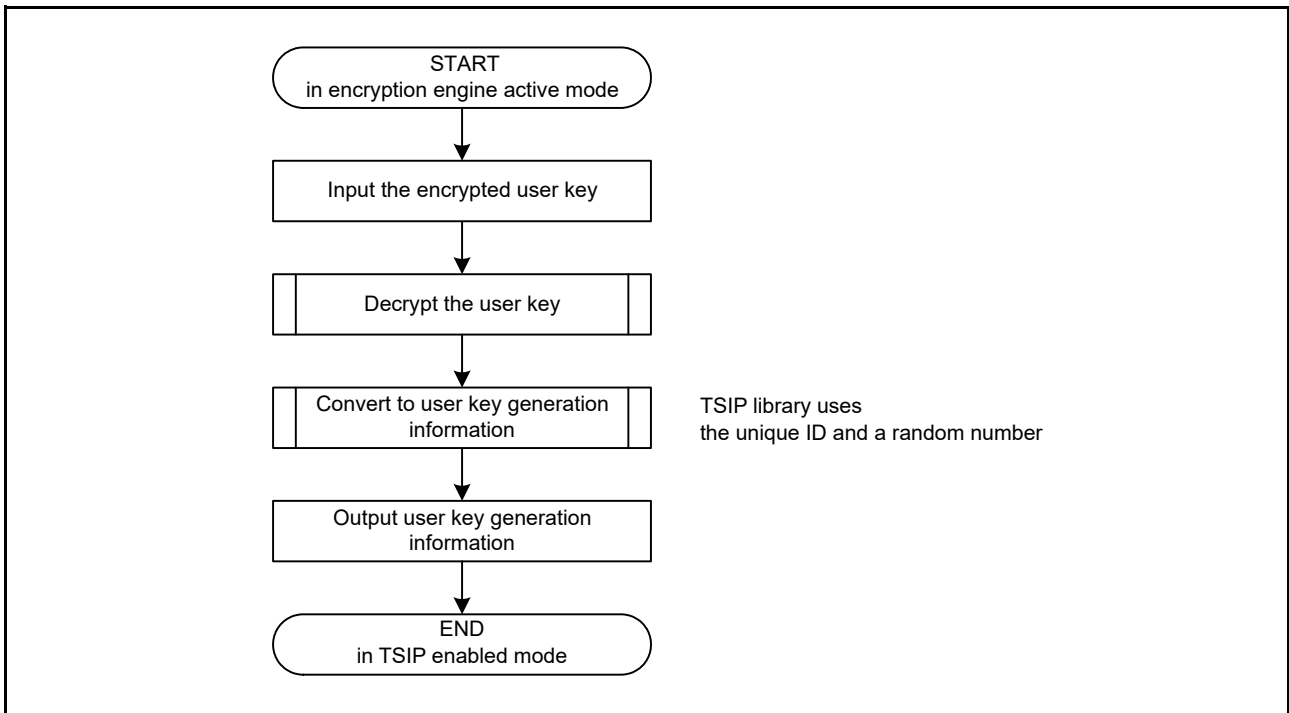 START
in encryption engine active mode
Input the encrypted user key
Decrypt the user key
Convert to user key generation
information
TSIP library uses
the unique ID and a random number
Output user key generation
information
END
in TSIP enabled mode